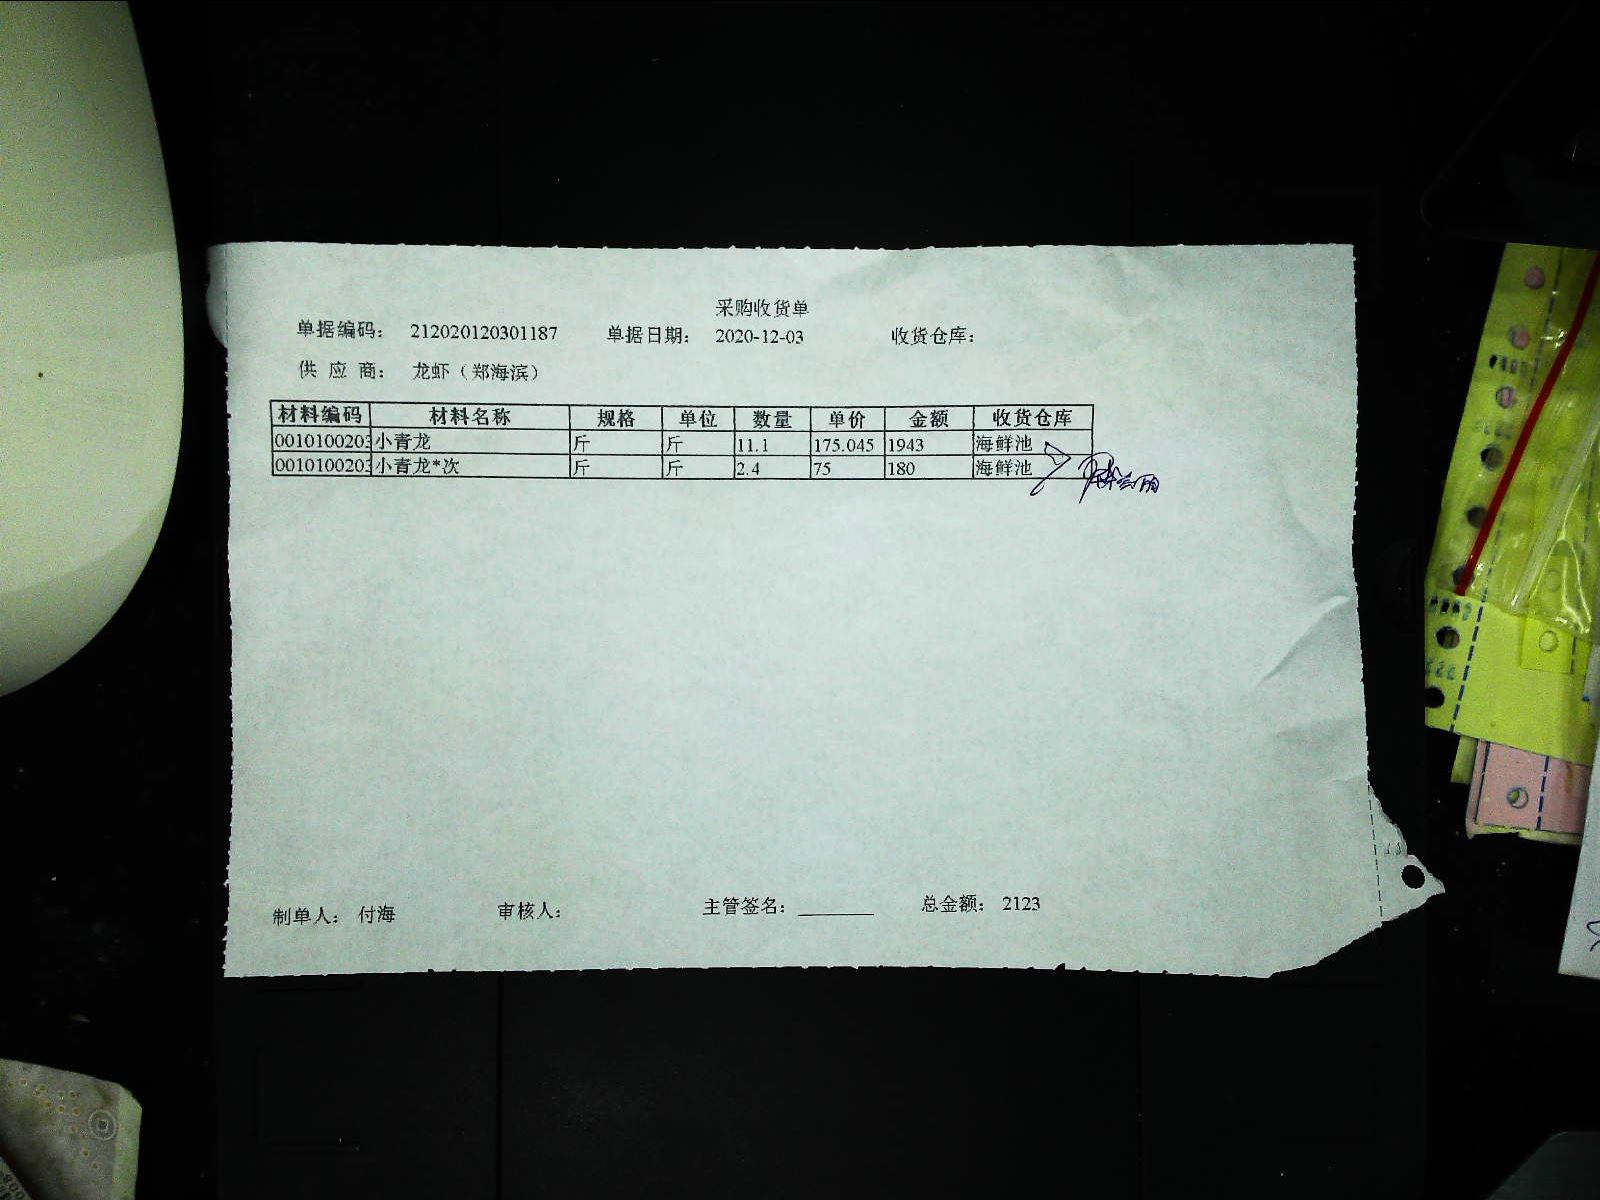 采购收货单
单据编码: 212020120301187 单据日期: 2020-12-03 收货仓库:
供 应 商: 龙虾（郑海滨）
材料编码 材料名称 规格 单位 数量 单价 金额 收货仓库
0010100203 小青龙 斤 斤 11.1 175.045 1943 海鲜池
0010100203 小青龙*次 斤 斤 2.4 75 180 海鲜池
制单人: 付海 审核人: 主管签名: ________ 总金额: 2123